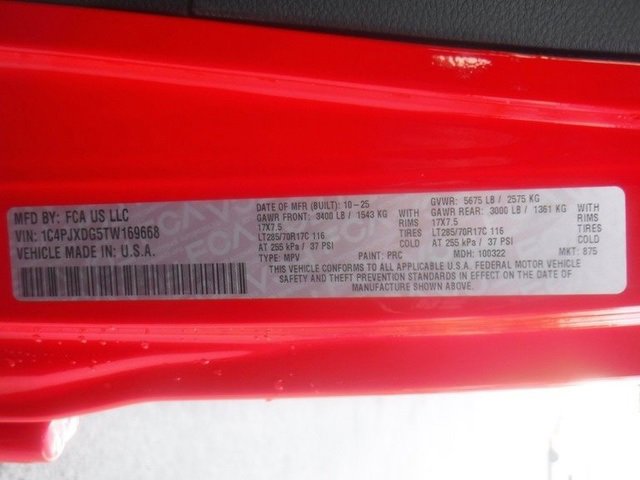 MFD BY: FCA US LLC
VIN: 1C4PJXDG5TW169668
VEHICLE MADE IN: U.S.A.
DATE OF MFR (BUILT): 10-25 GVWR: 5675 LB / 2575 KG
GAWR FRONT: 3400 LB / 1543 KG WITH GAWR REAR: 3000 LB / 1361 KG WITH
17X7.5 RIMS 17X7.5 RIMS
LT285/70R17C 116 TIRES LT285/70R17C 116 TIRES
AT 255 kPa / 37 PSI COLD AT 255 kPa / 37 PSI COLD
TYPE: MPV PAINT: PRC MDH: 100322 MKT: 875
THIS VEHICLE CONFORMS TO ALL APPLICABLE U.S.A. FEDERAL MOTOR VEHICLE
SAFETY AND THEFT PREVENTION STANDARDS IN EFFECT ON THE DATE OF
MANUFACTURE SHOWN ABOVE.